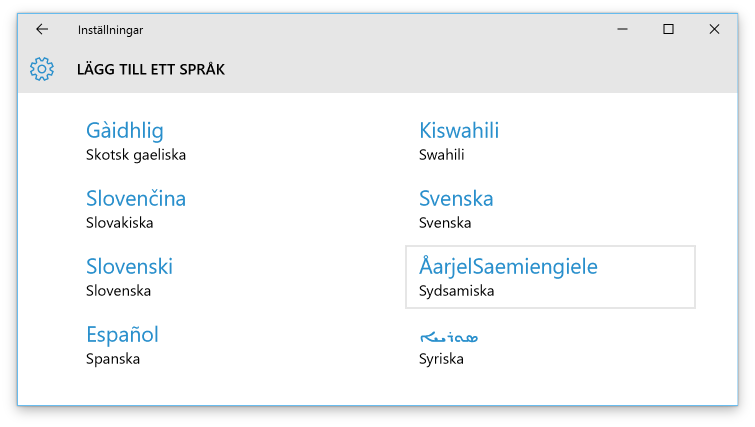 Inställningar
LÄGG TILL ETT SPRÅK
Gàidhlig
Skotsk gaeliska
Slovenčina
Slovakiska
Slovenski
Slovenska
Español
Spanska
Kiswahili
Swahili
Svenska
Svenska
ÅarjelSaemiengiele
Sydsamiska
ܣܘܪܝܝܐ
Syriska